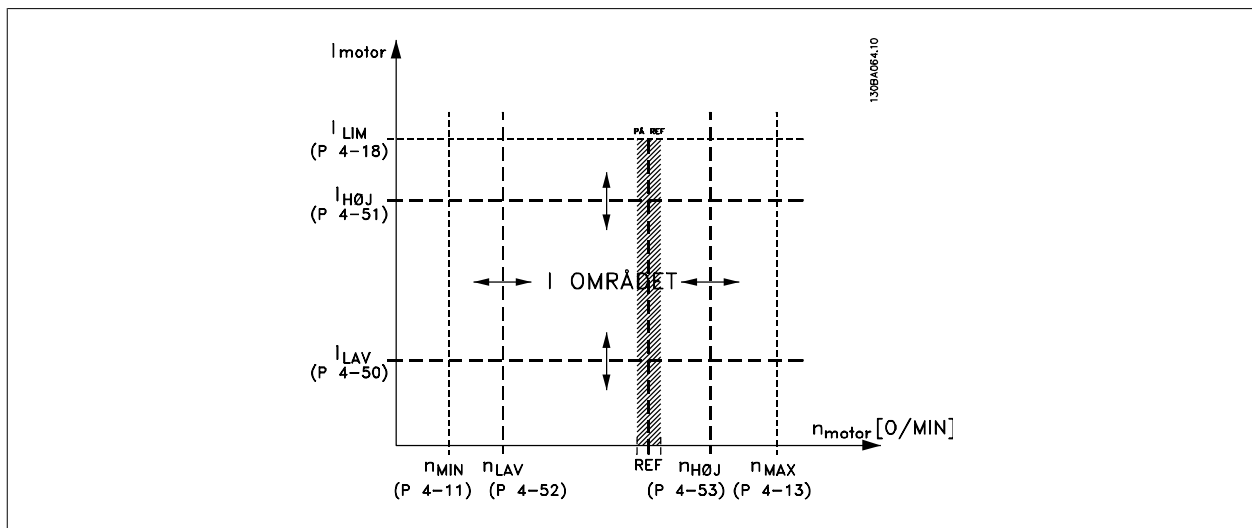 I motor
130BA064.10
I LIM
(P 4-18)
PÅ REF
I HØJ
(P 4-51)
I OMRÅDET
I LAV
(P 4-50)
n motor [O/MIN]
n MIN
(P 4-11)
n LAV
(P 4-52)
REF
n HØJ
(P 4-53)
n MAX
(P 4-13)